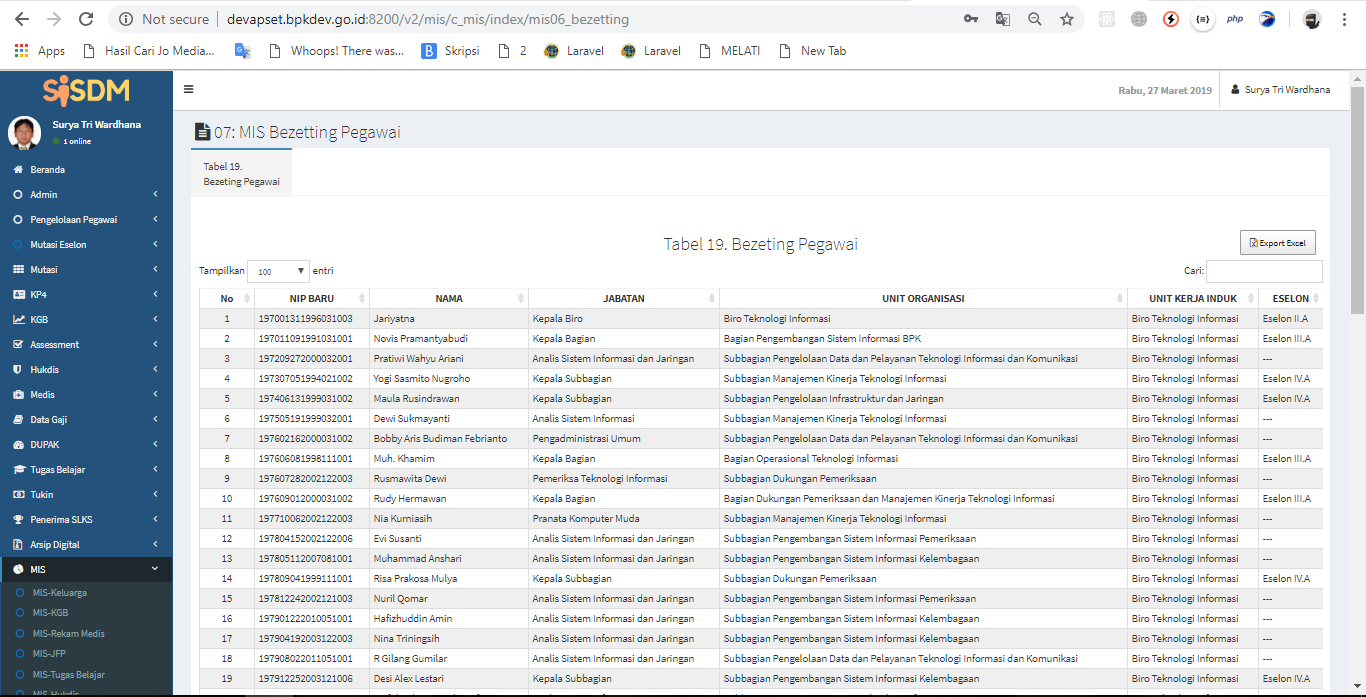 Not secure | devapset.bpkdev.go.id:8200/v2/mis/c_mis/index/mis06_bezetting
Apps Hasil Cari Jo Media... Whoops! There was... Skripsi 2 Laravel Laravel MELATI New Tab
SiSDM
Rabu, 27 Maret 2019 Surya Tri Wardhana
Surya Tri Wardhana
1 online
Beranda
Admin
Pengelolaan Pegawai
Mutasi Eselon
Mutasi
KP4
KGB
Assessment
Hukdis
Medis
Data Gaji
DUPAK
Tugas Belajar
Tukin
Penerima SLKS
Arsip Digital
MIS
MIS-Keluarga
MIS-KGB
MIS-Rekam Medis
MIS-JFP
MIS-Tugas Belajar
MIS-Hukdis
07: MIS Bezetting Pegawai
Tabel 19.
Bezeting Pegawai
Tabel 19. Bezeting Pegawai
Export Excel
Tampilkan 100 entri Cari:
No NIP BARU NAMA JABATAN UNIT ORGANISASI UNIT KERJA INDUK ESELON
1 197001311996031003 Jariyatna Kepala Biro Biro Teknologi Informasi Biro Teknologi Informasi Eselon II.A
2 197011091991031001 Novis Pramantyabudi Kepala Bagian Bagian Pengembangan Sistem Informasi BPK Biro Teknologi Informasi Eselon III.A
3 197209272000032001 Pratiwi Wahyu Ariani Analis Sistem Informasi dan Jaringan Subbagian Pengelolaan Data dan Pelayanan Teknologi Informasi dan Komunikasi Biro Teknologi Informasi ---
4 197307051994021002 Yogi Sasmito Nugroho Kepala Subbagian Subbagian Manajemen Kinerja Teknologi Informasi Biro Teknologi Informasi Eselon IV.A
5 197406131999031002 Maula Rusindrawan Kepala Subbagian Subbagian Pengelolaan Infrastruktur dan Jaringan Biro Teknologi Informasi Eselon IV.A
6 197505191999032001 Dewi Sukmayanti Analis Sistem Informasi Subbagian Manajemen Kinerja Teknologi Informasi Biro Teknologi Informasi ---
7 197602162000031002 Bobby Aris Budiman Febrianto Pengadministrasi Umum Subbagian Pengelolaan Data dan Pelayanan Teknologi Informasi dan Komunikasi Biro Teknologi Informasi ---
8 197606081998111001 Muh. Khamim Kepala Bagian Bagian Operasional Teknologi Informasi Biro Teknologi Informasi Eselon III.A
9 197607282002122003 Rusmawita Dewi Pemeriksa Teknologi Informasi Subbagian Dukungan Pemeriksaan Biro Teknologi Informasi ---
10 197609012000031002 Rudy Hermawan Kepala Bagian Bagian Dukungan Pemeriksaan dan Manajemen Kinerja Teknologi Informasi Biro Teknologi Informasi Eselon III.A
11 197710062002122003 Nia Kurniasih Pranata Komputer Muda Subbagian Manajemen Kinerja Teknologi Informasi Biro Teknologi Informasi ---
12 197804152002122006 Evi Susanti Analis Sistem Informasi dan Jaringan Subbagian Pengembangan Sistem Informasi Pemeriksaan Biro Teknologi Informasi ---
13 197805112007081001 Muhammad Anshari Analis Sistem Informasi dan Jaringan Subbagian Pengembangan Sistem Informasi Kelembagaan Biro Teknologi Informasi ---
14 197809041999111001 Risa Prakosa Mulya Kepala Subbagian Subbagian Dukungan Pemeriksaan Biro Teknologi Informasi Eselon IV.A
15 197812242002121003 Nuril Qomar Analis Sistem Informasi dan Jaringan Subbagian Pengembangan Sistem Informasi Pemeriksaan Biro Teknologi Informasi ---
16 197901222010051001 Hafizhuddin Amin Analis Sistem Informasi dan Jaringan Subbagian Pengembangan Sistem Informasi Kelembagaan Biro Teknologi Informasi ---
17 197904192003122003 Nina Triningsih Analis Sistem Informasi dan Jaringan Subbagian Pengembangan Sistem Informasi Kelembagaan Biro Teknologi Informasi ---
18 197908022011051001 R Gilang Gumilar Analis Sistem Informasi dan Jaringan Subbagian Pengelolaan Data dan Pelayanan Teknologi Informasi dan Komunikasi Biro Teknologi Informasi ---
19 197912252003121006 Desi Alex Lestari Kepala Subbagian Subbagian Pengembangan Sistem Informasi Kelembagaan Biro Teknologi Informasi Eselon IV.A